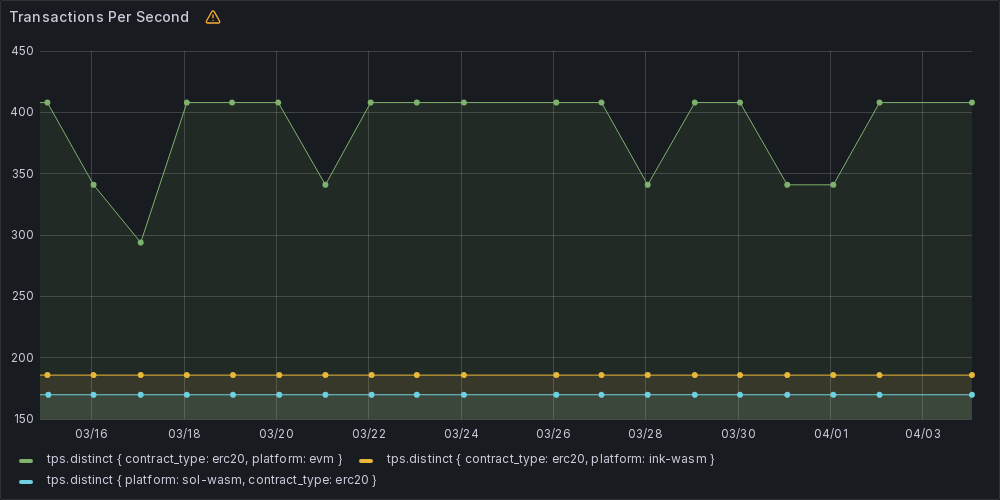 Transactions Per Second
450
400
350
300
250
200
150
03/16 03/18 03/20 03/22 03/24 03/26 03/28 03/30 04/01 04/03
tps.distinct { contract_type: erc20, platform: evm } tps.distinct { contract_type: erc20, platform: ink-wasm }
tps.distinct { platform: sol-wasm, contract_type: erc20 }